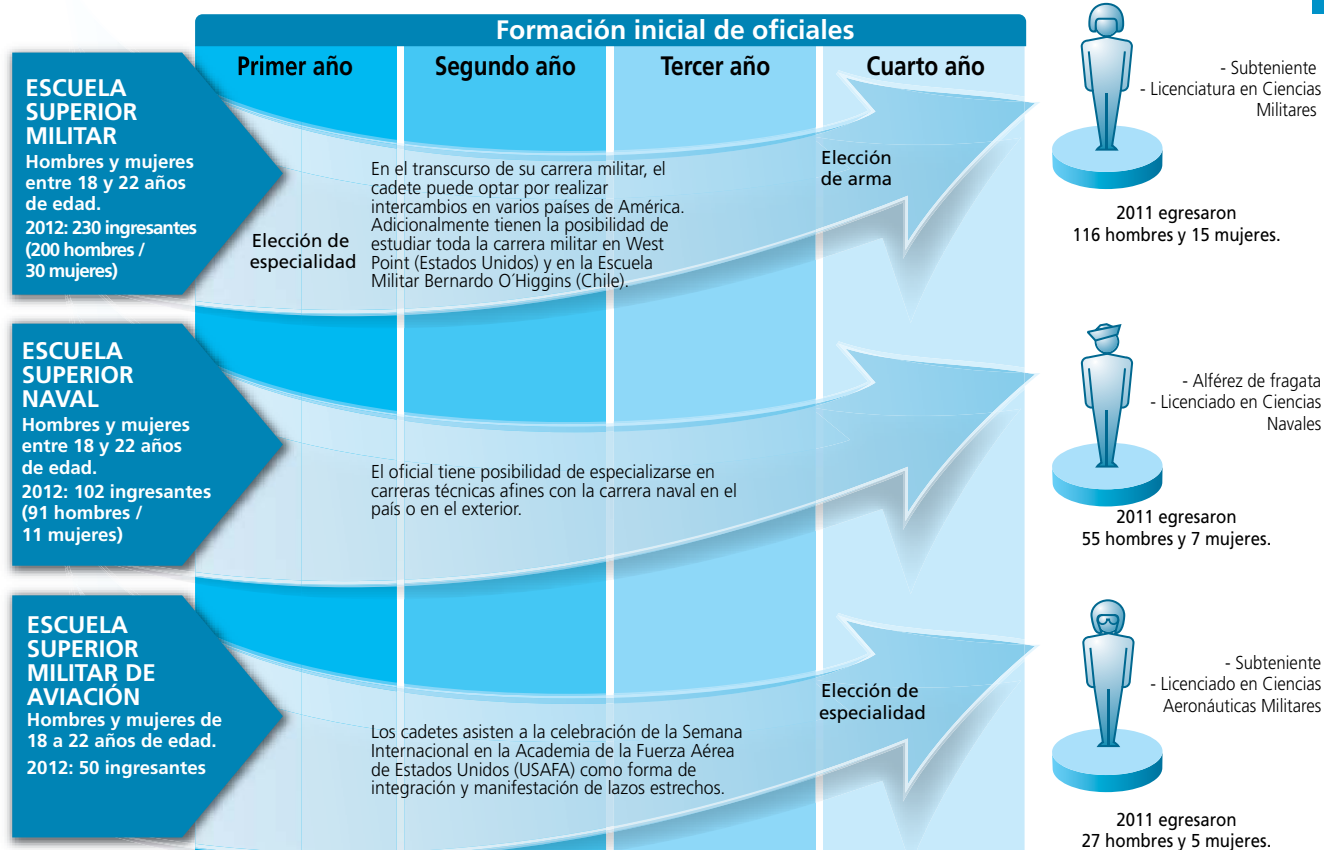 Formación inicial de oficiales
Primer año
Segundo año
Tercer año
Cuarto año
ESCUELA
SUPERIOR
MILITAR
Hombres y mujeres
entre 18 y 22 años
de edad.
2012: 230 ingresantes
(200 hombres /
30 mujeres)
Elección de
especialidad
En el transcurso de su carrera militar, el
cadete puede optar por realizar
intercambios en varios países de América.
Adicionalmente tienen la posibilidad de
estudiar toda la carrera militar en West
Point (Estados Unidos) y en la Escuela
Militar Bernardo O´Higgins (Chile).
Elección
de arma
- Subteniente
- Licenciatura en Ciencias
Militares
2011 egresaron
116 hombres y 15 mujeres.
ESCUELA
SUPERIOR
NAVAL
Hombres y mujeres
entre 18 y 22 años
de edad.
2012: 102 ingresantes
(91 hombres /
11 mujeres)
El oficial tiene posibilidad de especializarse en
carreras técnicas afines con la carrera naval en el
país o en el exterior.
- Alférez de fragata
- Licenciado en Ciencias
Navales
2011 egresaron
55 hombres y 7 mujeres.
ESCUELA
SUPERIOR
MILITAR DE
AVIACIÓN
Hombres y mujeres de
18 a 22 años de edad.
2012: 50 ingresantes
Los cadetes asisten a la celebración de la Semana
Internacional en la Academia de la Fuerza Aérea
de Estados Unidos (USAFA) como forma de
integración y manifestación de lazos estrechos.
Elección de
especialidad
- Subteniente
- Licenciado en Ciencias
Aeronáuticas Militares
2011 egresaron
27 hombres y 5 mujeres.